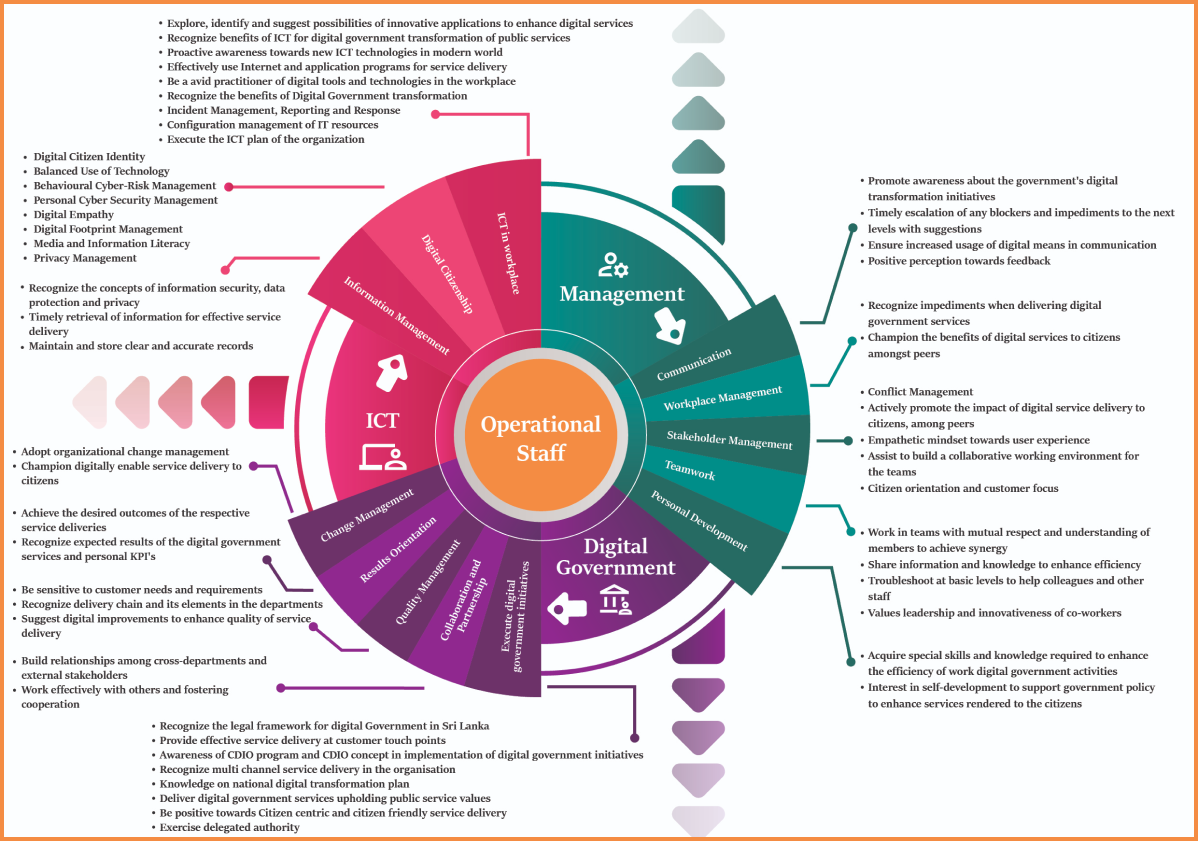 • Explore, identify and suggest possibilities of innovative applications to enhance digital services
• Recognize benefits of ICT for digital government transformation of public services
• Proactive awareness towards new ICT technologies in modern world
• Effectively use Internet and application programs for service delivery
• Be a avid practitioner of digital tools and technologies in the workplace
• Recognize the benefits of Digital Government transformation
• Incident Management, Reporting and Response
• Configuration management of IT resources
• Execute the ICT plan of the organization
• Digital Citizen Identity
• Balanced Use of Technology
• Behavioural Cyber-Risk Management
• Personal Cyber Security Management
• Digital Empathy
• Digital Footprint Management
• Media and Information Literacy
• Privacy Management
• Recognize the concepts of information security, data
protection and privacy
• Timely retrieval of information for effective service
delivery
• Maintain and store clear and accurate records
• Adopt organizational change management
• Champion digitally enable service delivery to
citizens
• Achieve the desired outcomes of the respective
service deliveries
• Recognize expected results of the digital government
services and personal KPI's
• Be sensitive to customer needs and requirements
• Recognize delivery chain and its elements in the departments
• Suggest digital improvements to enhance quality of service
delivery
• Build relationships among cross-departments and
external stakeholders
• Work effectively with others and fostering
cooperation
• Recognize the legal framework for digital Government in Sri Lanka
• Provide effective service delivery at customer touch points
• Awareness of CDIO program and CDIO concept in implementation of digital government initiatives
• Recognize multi channel service delivery in the organisation
• Knowledge on national digital transformation plan
• Deliver digital government services upholding public service values
• Be positive towards Citizen centric and citizen friendly service delivery
• Exercise delegated authority
ICT in workplace
Digital Citizenship
Information Management
ICT
Management
Communication
Workplace Management
Stakeholder Management
Teamwork
Personal Development
Operational
Staff
Digital
Government
Change Management
Results Orientation
Quality Management
Collaboration and
Partnership
Execute digital
government initiatives
• Promote awareness about the government's digital
transformation initiatives
• Timely escalation of any blockers and impediments to the next
levels with suggestions
• Ensure increased usage of digital means in communication
• Positive perception towards feedback
• Recognize impediments when delivering digital
government services
• Champion the benefits of digital services to citizens
amongst peers
• Conflict Management
• Actively promote the impact of digital service delivery to
citizens, among peers
• Empathetic mindset towards user experience
• Assist to build a collaborative working environment for
the teams
• Citizen orientation and customer focus
• Work in teams with mutual respect and understanding of
members to achieve synergy
• Share information and knowledge to enhance efficiency
• Troubleshoot at basic levels to help colleagues and other
staff
• Values leadership and innovativeness of co-workers
• Acquire special skills and knowledge required to enhance
the efficiency of work digital government activities
• Interest in self-development to support government policy
to enhance services rendered to the citizens